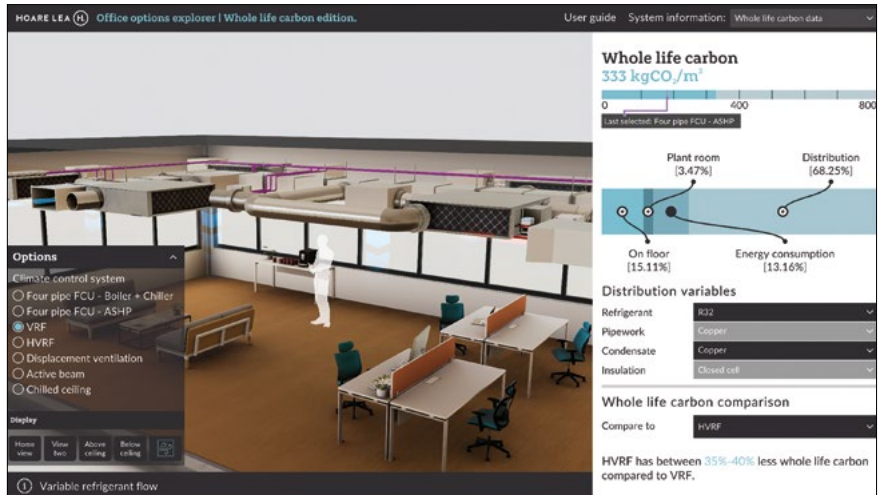 HOARE LEA H. Office options explorer | Whole life carbon edition.
User guide System information: Whole life carbon data
Whole life carbon
333 kgCO₂/m²
0 400 800
Last selected: Four pipe FCU - ASHP
Plant room
[3.47%]
Distribution
[68.25%]
On floor
[15.11%]
Energy consumption
[13.16%]
Distribution variables
Refrigerant R32
Pipework Copper
Condensate Copper
Insulation Closed cell
Whole life carbon comparison
Compare to HVRF
HVRF has between 35%-40% less whole life carbon
compared to VRF.
Options
Climate control system
Four pipe FCU - Boiler + Chiller
Four pipe FCU - ASHP
VRF
HVRF
Displacement ventilation
Active beam
Chilled ceiling
Display
Home view
View two
Above ceiling
Below ceiling
1 Variable refrigerant flow